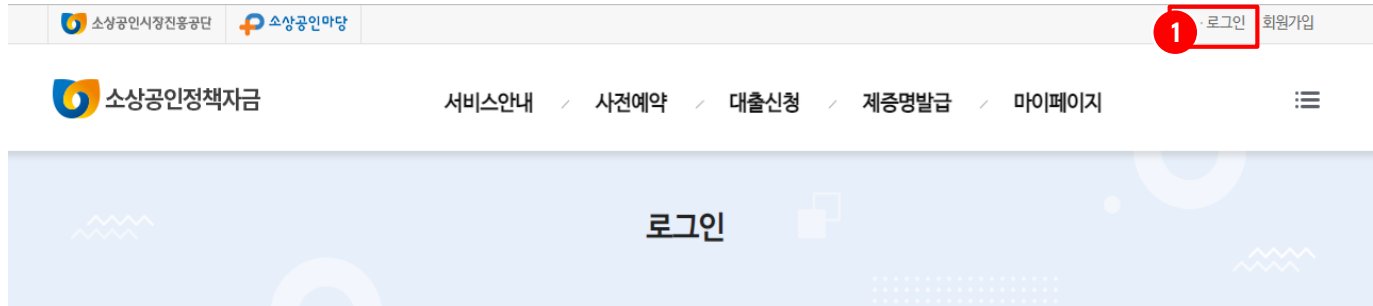 소상공인시장진흥공단 소상공인마당 1 · 로그인 회원가입
소상공인정책자금 서비스안내 / 사전예약 / 대출신청 / 제증명발급 / 마이페이지
로그인